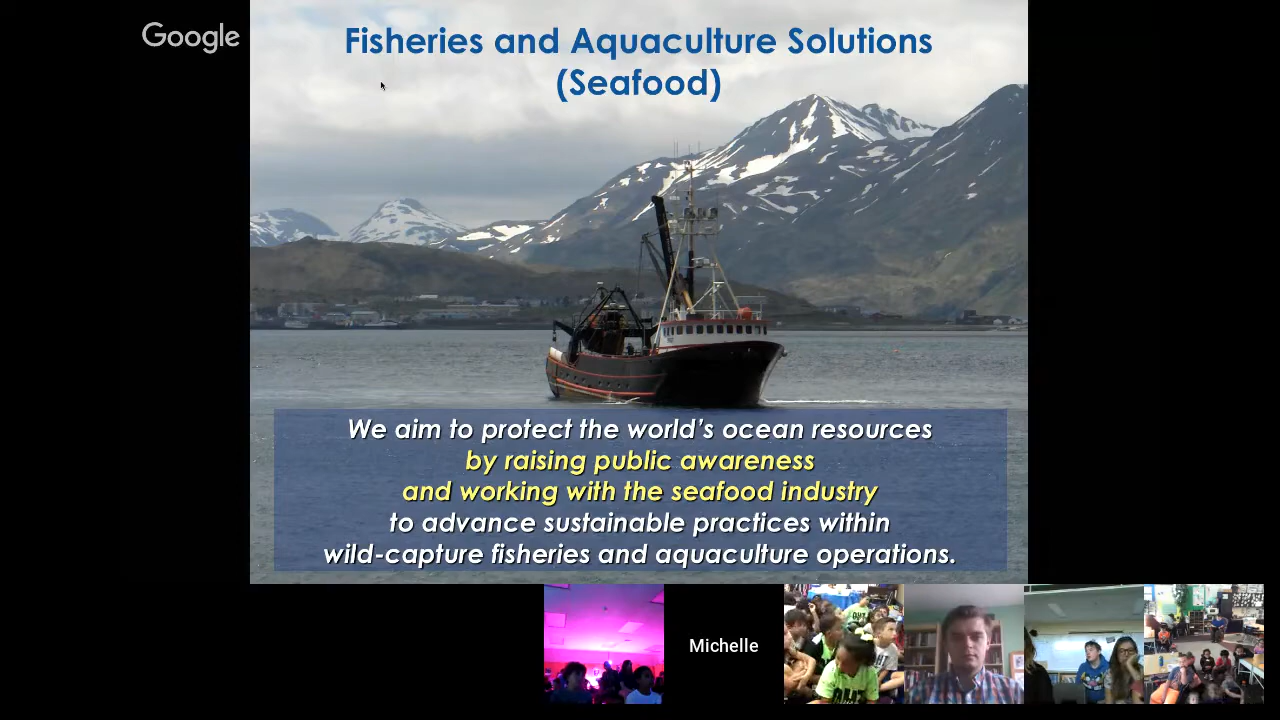 Google
Fisheries and Aquaculture Solutions
(Seafood)
We aim to protect the world's ocean resources
by raising public awareness
and working with the seafood industry
to advance sustainable practices within
wild-capture fisheries and aquaculture operations.
Michelle